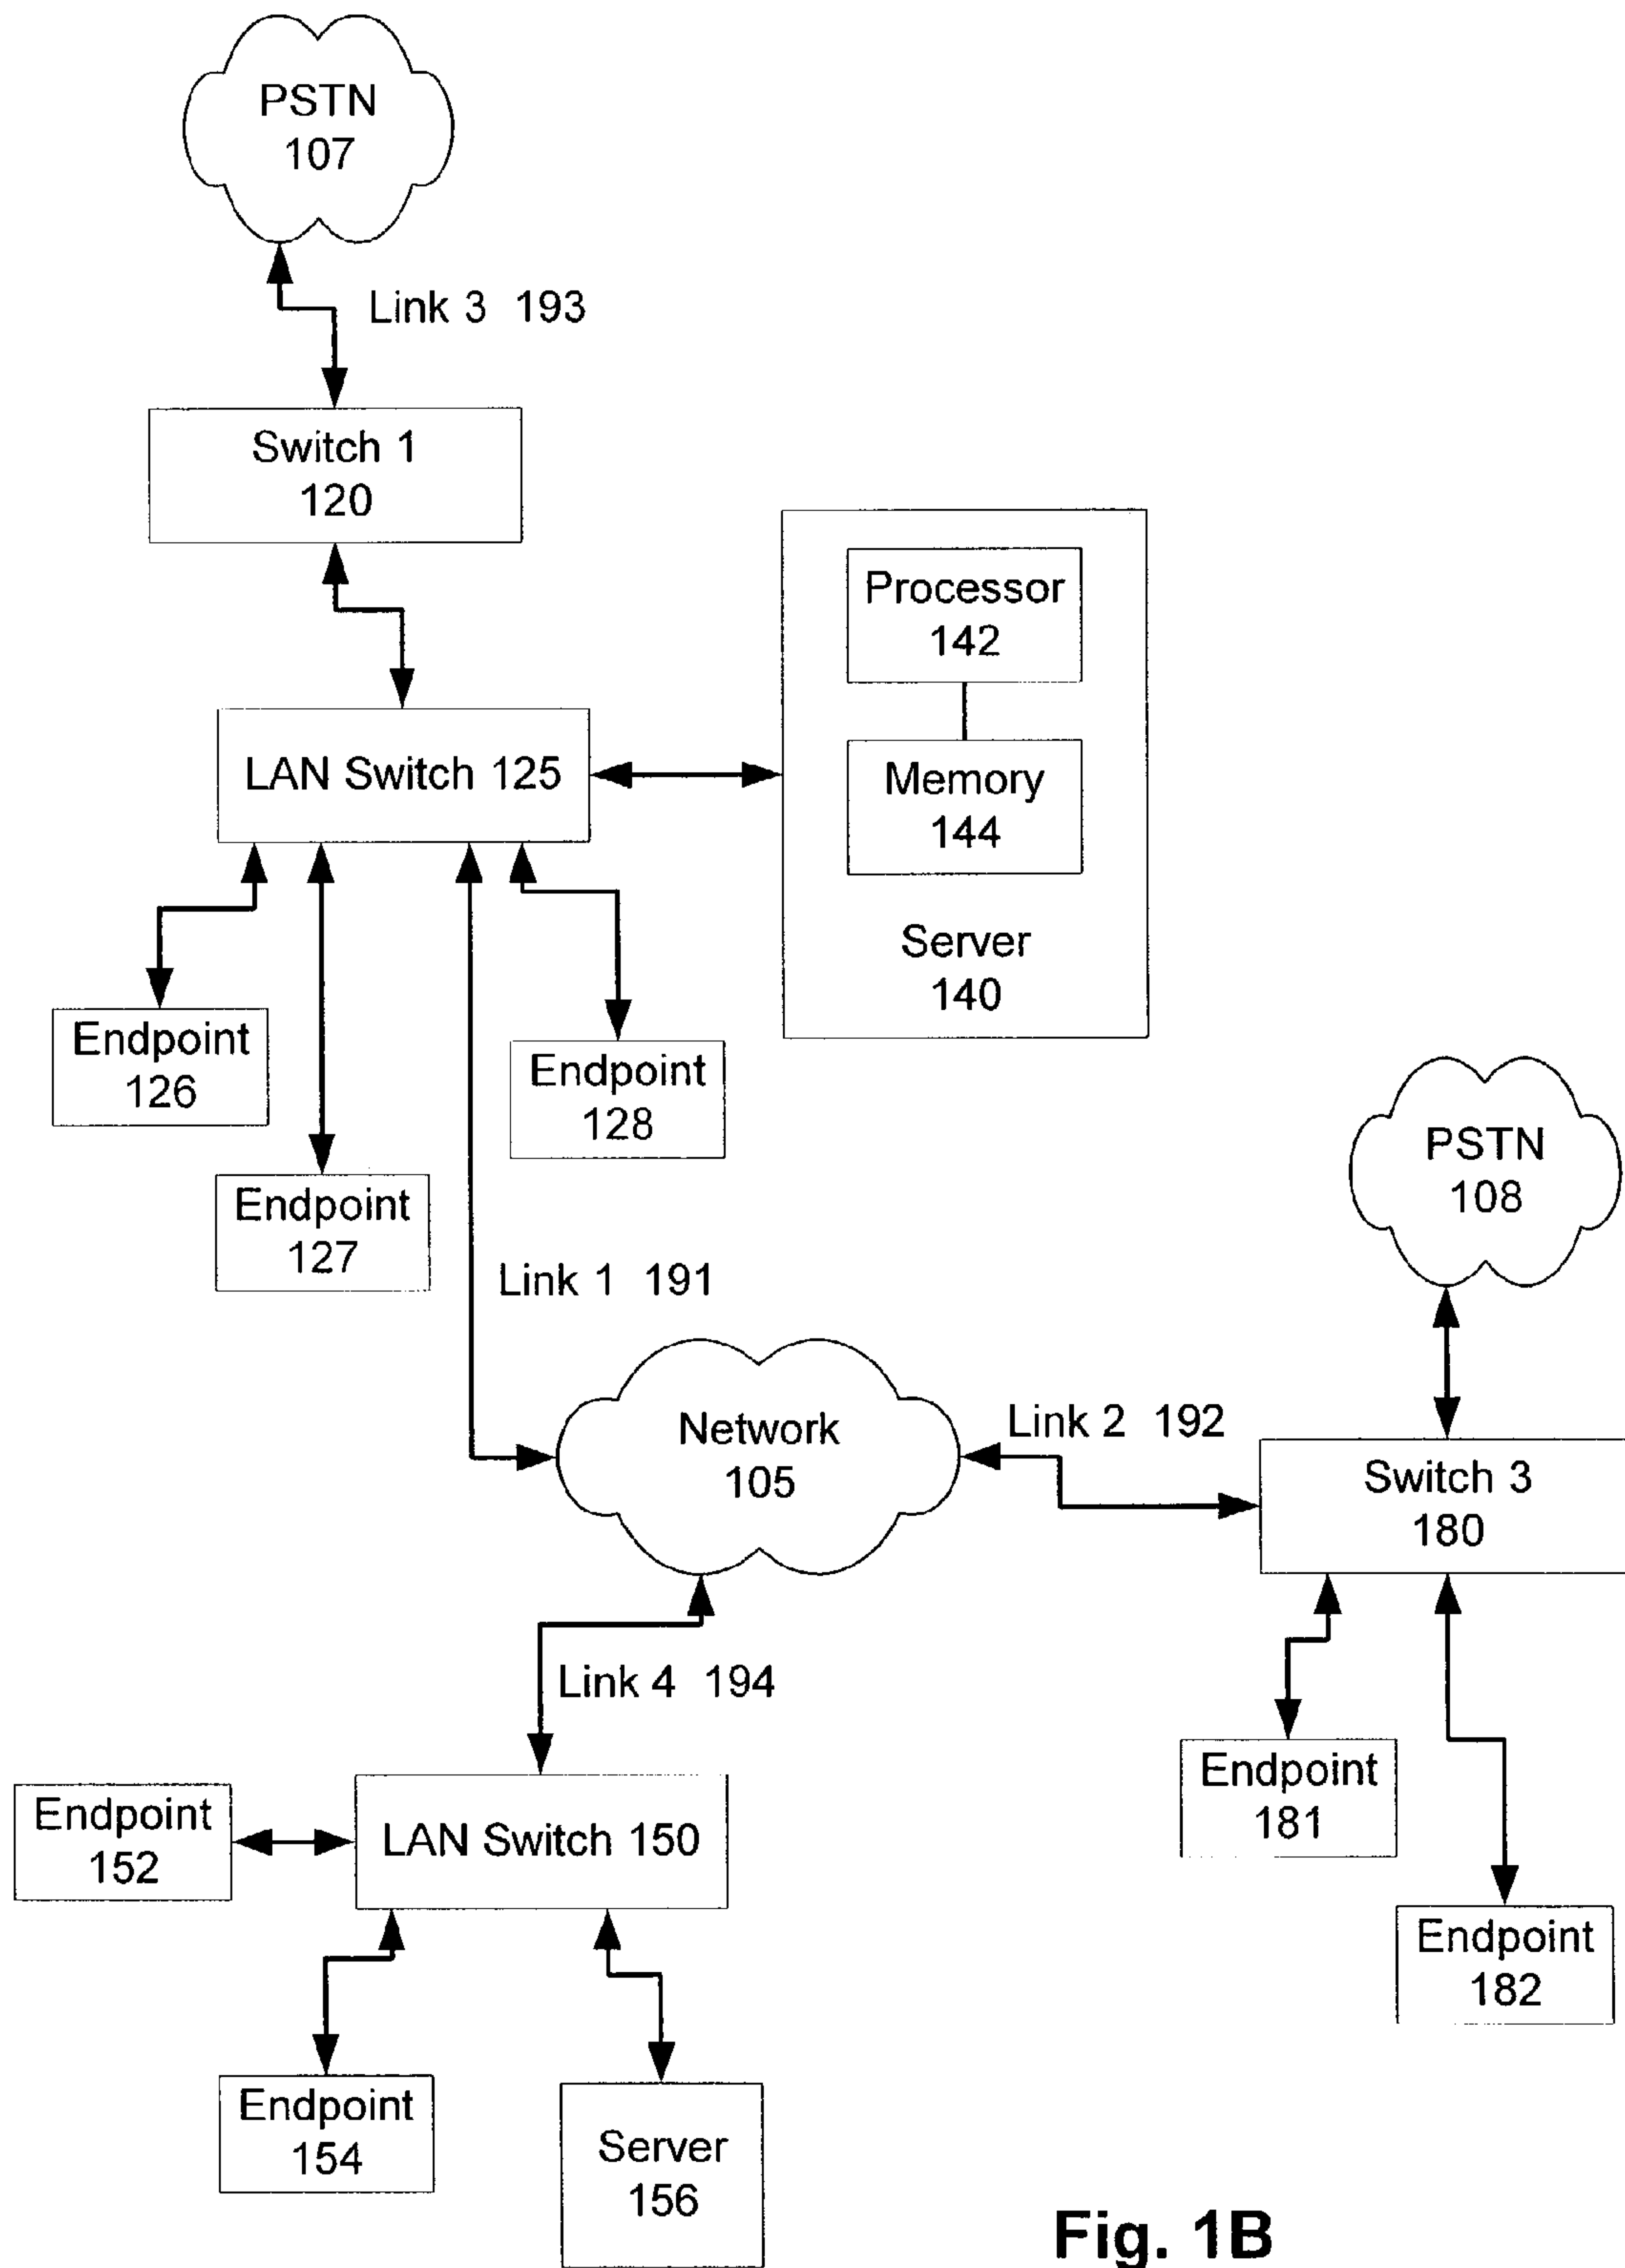 PSTN
107
Link 3 193
Switch 1
120
Processor
142
LAN Switch 125
Memory
144
Server
140
Endpoint
126
Endpoint
128
PSTN
108
Endpoint
127
Link 1 191
Network
105
Link 2 192
Switch 3
180
Link 4 194
Endpoint
181
Endpoint
152
LAN Switch 150
Endpoint
182
Endpoint
154
Server
156
Fig. 1B